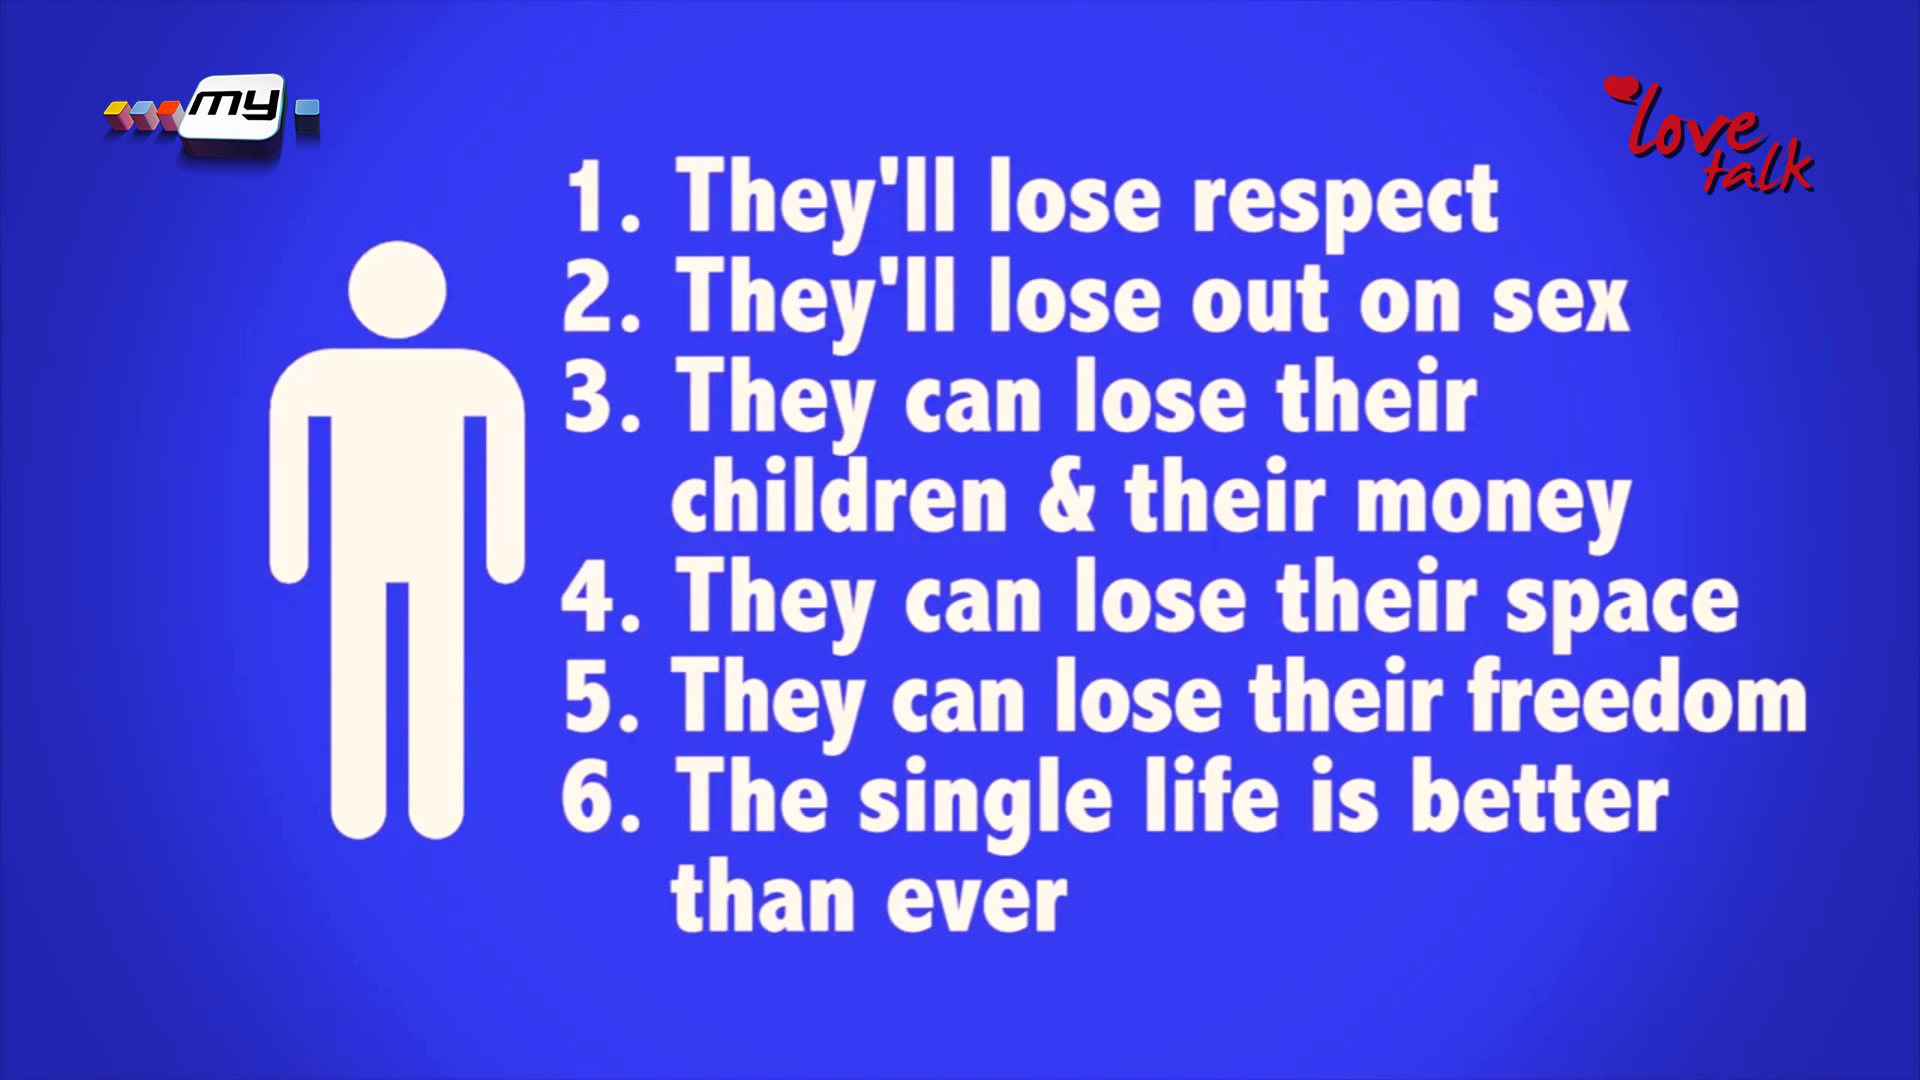 my
love
talk
1. They'll lose respect
2. They'll lose out on sex
3. They can lose their
children & their money
4. They can lose their space
5. They can lose their freedom
6. The single life is better
than ever